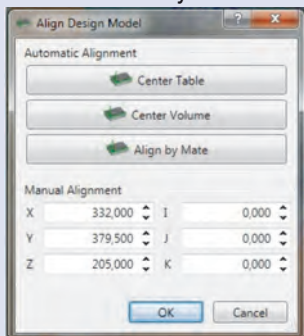 Align Design Model
Automatic Alignment
Center Table
Center Volume
Align by Mate
Manual Alignment
X 332,000 I 0,000
Y 379,500 J 0,000
Z 205,000 K 0,000
OK Cancel